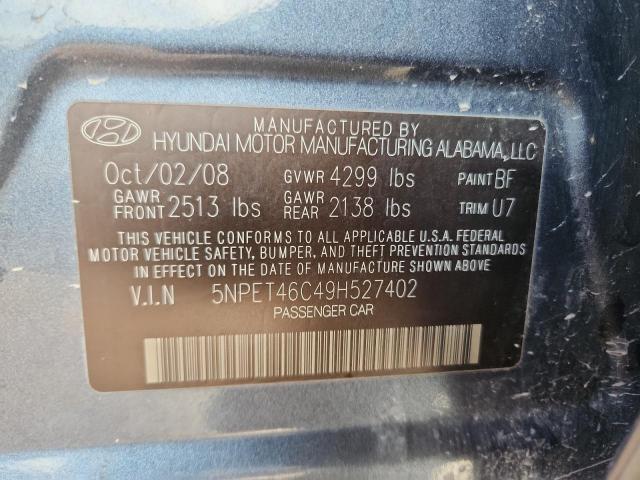 MANUFACTURED BY
HYUNDAI MOTOR MANUFACTURING ALABAMA, LLC
Oct/02/08 GVWR 4299 lbs PAINT BF
GAWR FRONT 2513 lbs GAWR REAR 2138 lbs TRIM U7
THIS VEHICLE CONFORMS TO ALL APPLICABLE U.S.A. FEDERAL
MOTOR VEHICLE SAFETY, BUMPER, AND THEFT PREVENTION STANDARDS
IN EFFECT ON THE DATE OF MANUFACTURE SHOWN ABOVE.
V.I.N 5NPET46C49H527402
PASSENGER CAR